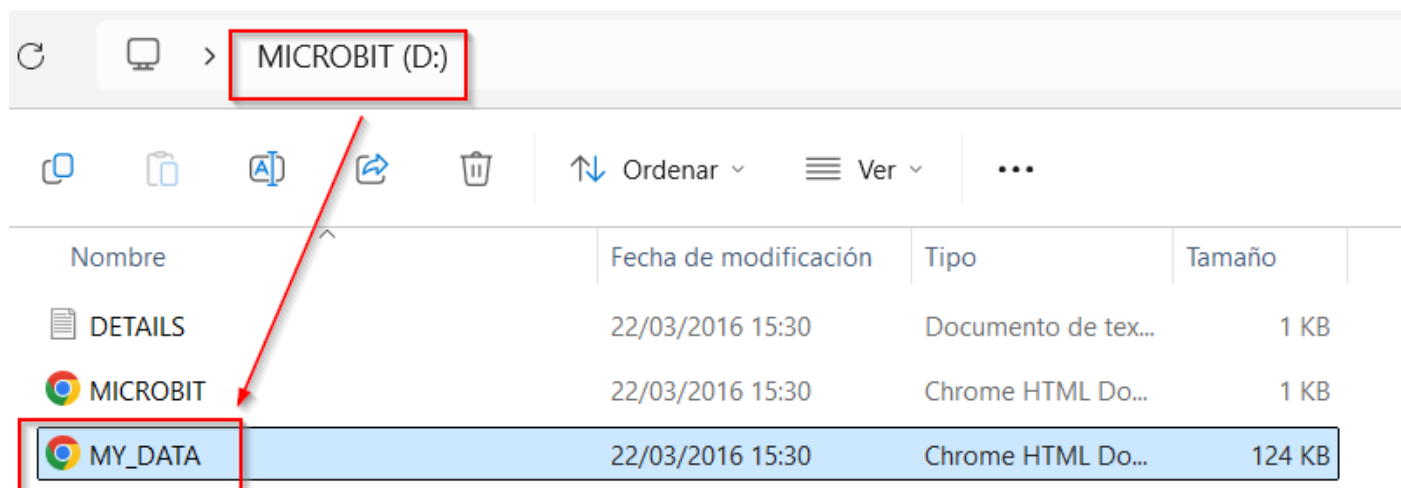 MICROBIT (D:)
Ordenar Ver
Nombre Fecha de modificación Tipo Tamaño
DETAILS 22/03/2016 15:30 Documento de tex... 1 KB
MICROBIT 22/03/2016 15:30 Chrome HTML Do... 1 KB
MY_DATA 22/03/2016 15:30 Chrome HTML Do... 124 KB